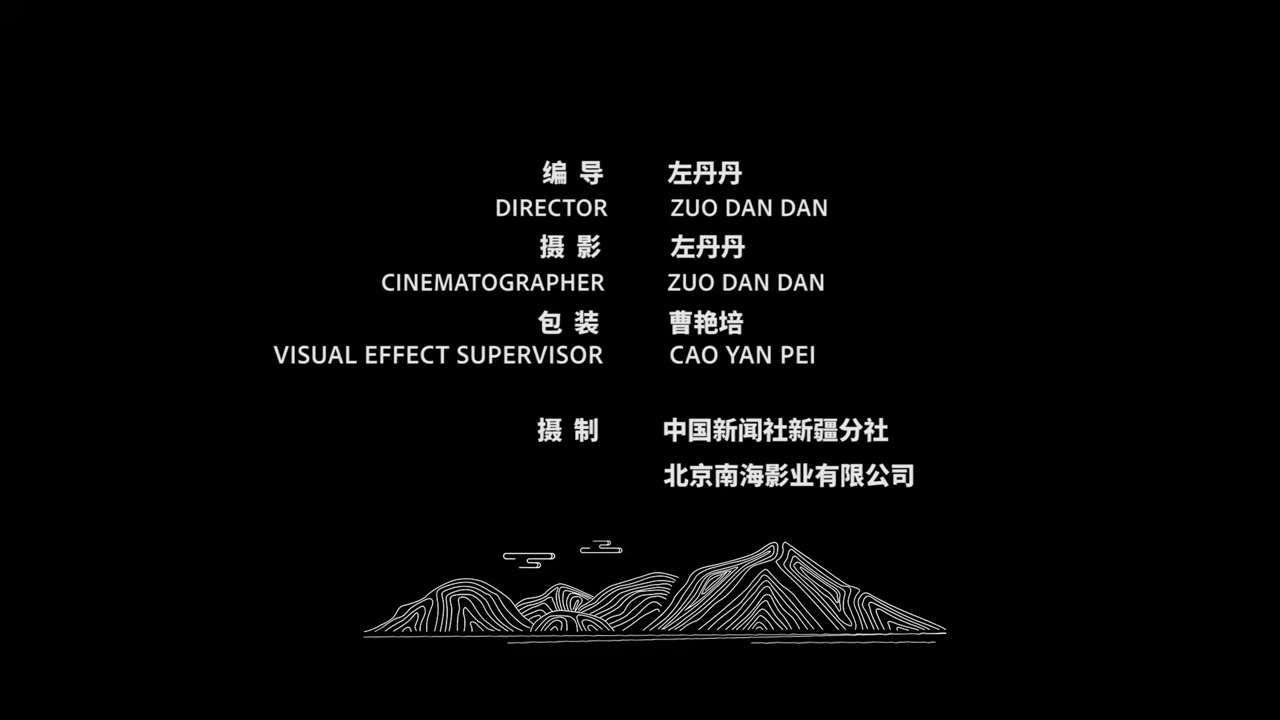 编 导 左丹丹
DIRECTOR ZUO DAN DAN
摄 影 左丹丹
CINEMATOGRAPHER ZUO DAN DAN
包 装 曹艳培
VISUAL EFFECT SUPERVISOR CAO YAN PEI
摄 制 中国新闻社新疆分社
北京南海影业有限公司